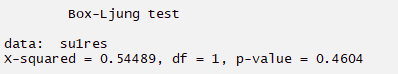 Box-Ljung test
data: su1res
X-squared = 0.54489, df = 1, p-value = 0.4604